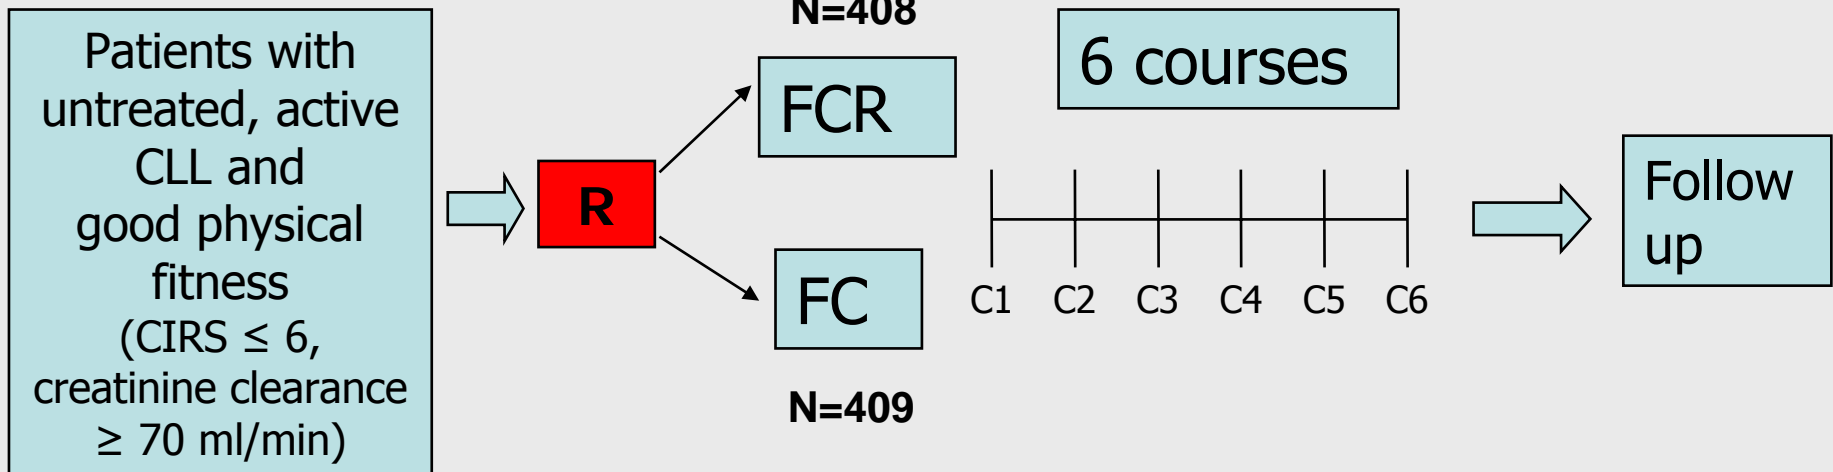 Patients with
untreated, active
CLL and
good physical
fitness
(CIRS ≤ 6,
creatinine clearance
≥ 70 ml/min)
R
N=408
FCR
FC
N=409
6 courses
C1 C2 C3 C4 C5 C6
Follow
up